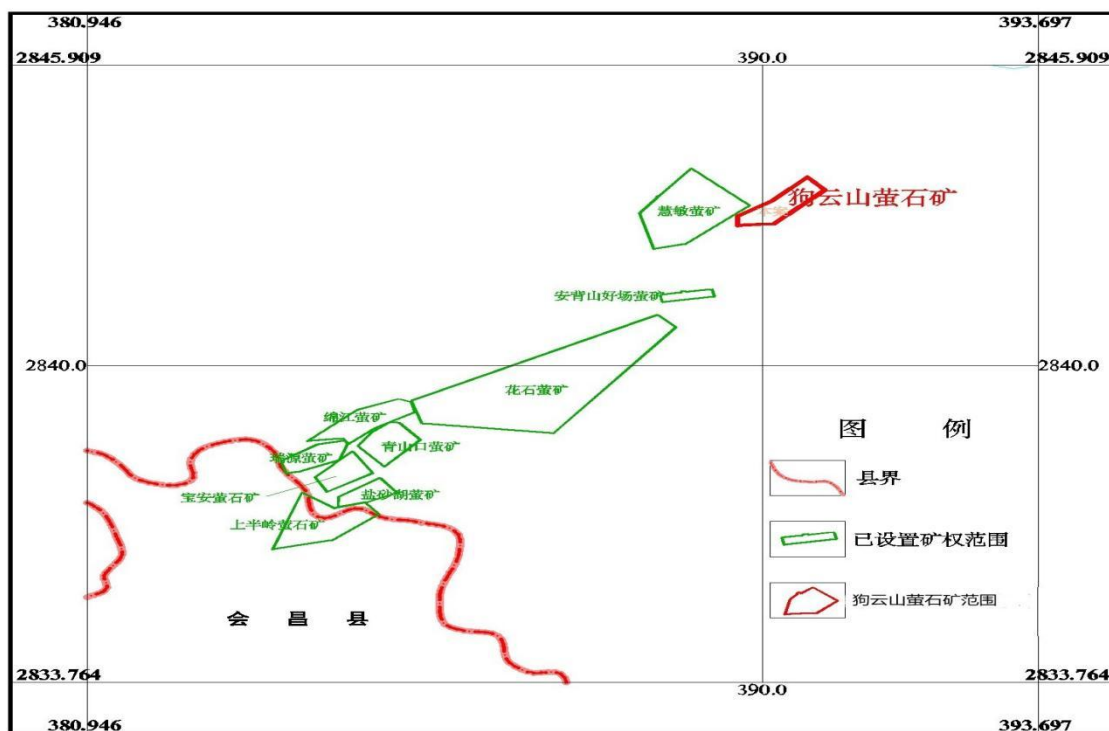 380.946 393.697
2845.909 390.0 2845.909
狗云山萤石矿
慧敏萤矿
安背山好场萤矿
2840.0 2840.0
花石萤矿
绵江萤矿
图 例
青山口萤矿
瑞源萤矿
县界
宝安萤石矿
盐砂湖萤矿
上半岭萤石矿
已设置矿权范围
狗云山萤石矿范围
会 昌 县
2833.764 390.0 2833.764
380.946 393.697